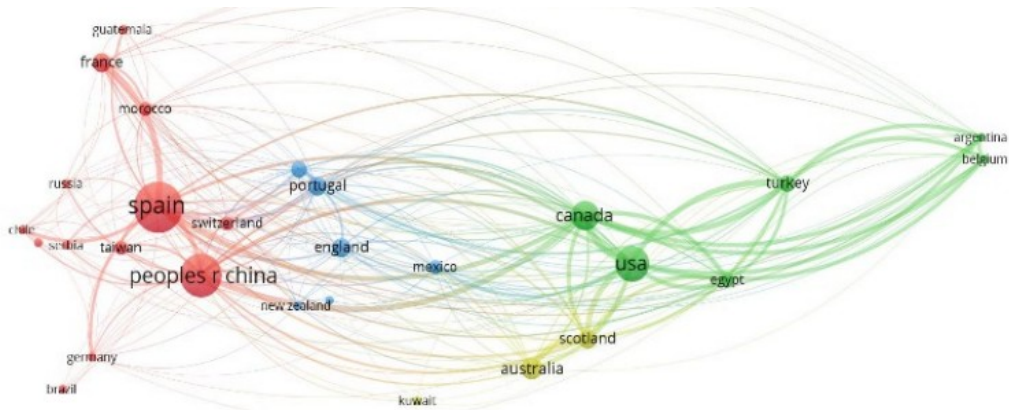 guatemala
france
morocco
argentina
belgium
russia
portugal
turkey
spain
switzerland
canada
chile
serbia
taiwan
england
mexico
usa
peoples r china
egypt
new zealand
scotland
germany
australia
brazil
kuwait